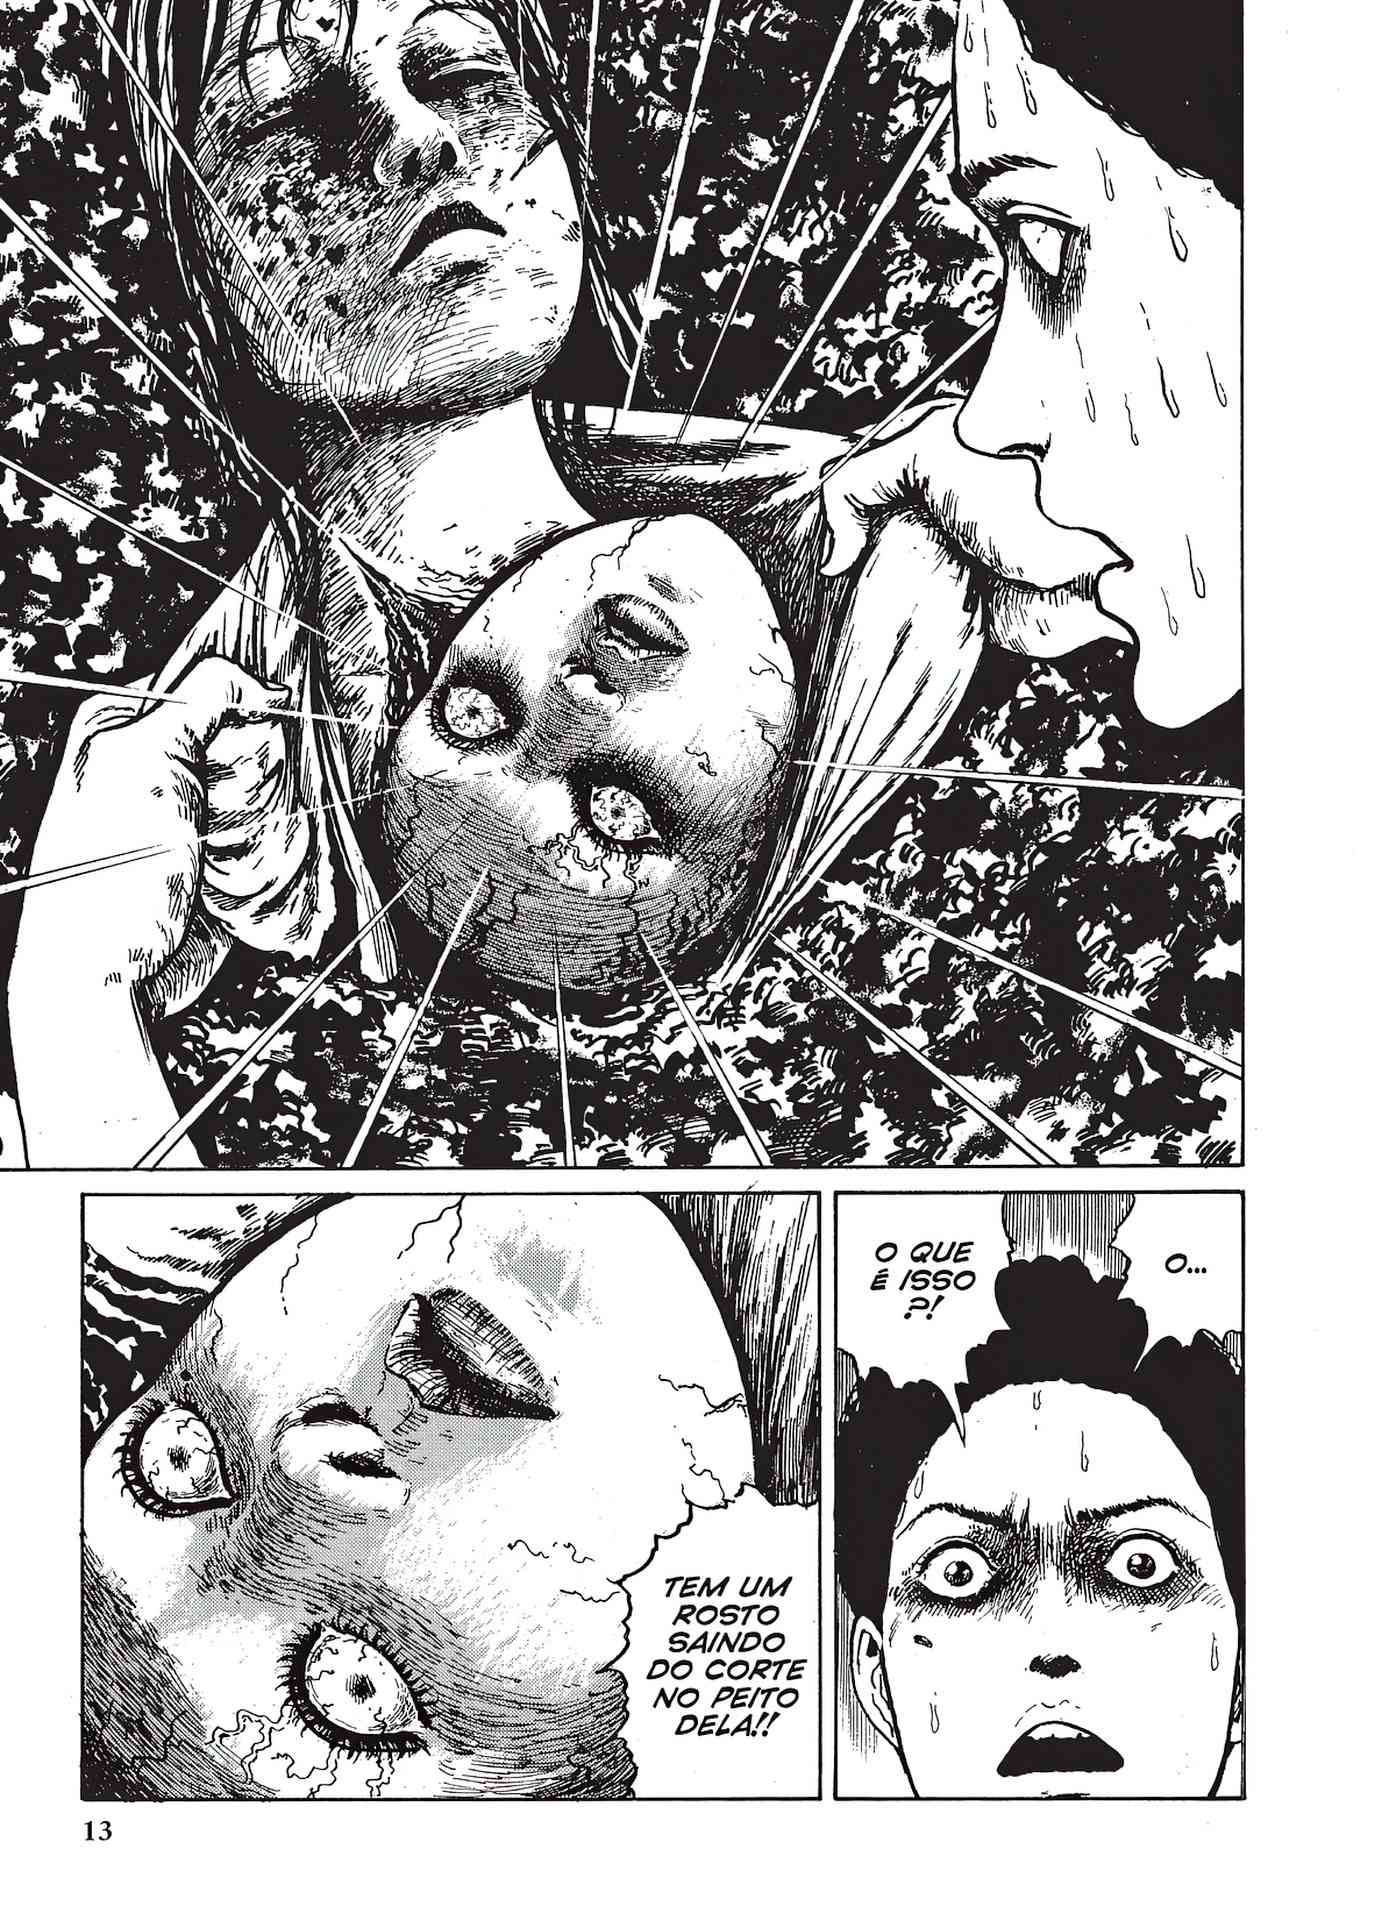 O...
O QUE
É ISSO
?!
TEM UM
ROSTO
SAINDO
DO CORTE
NO PEITO
DELA!!
13